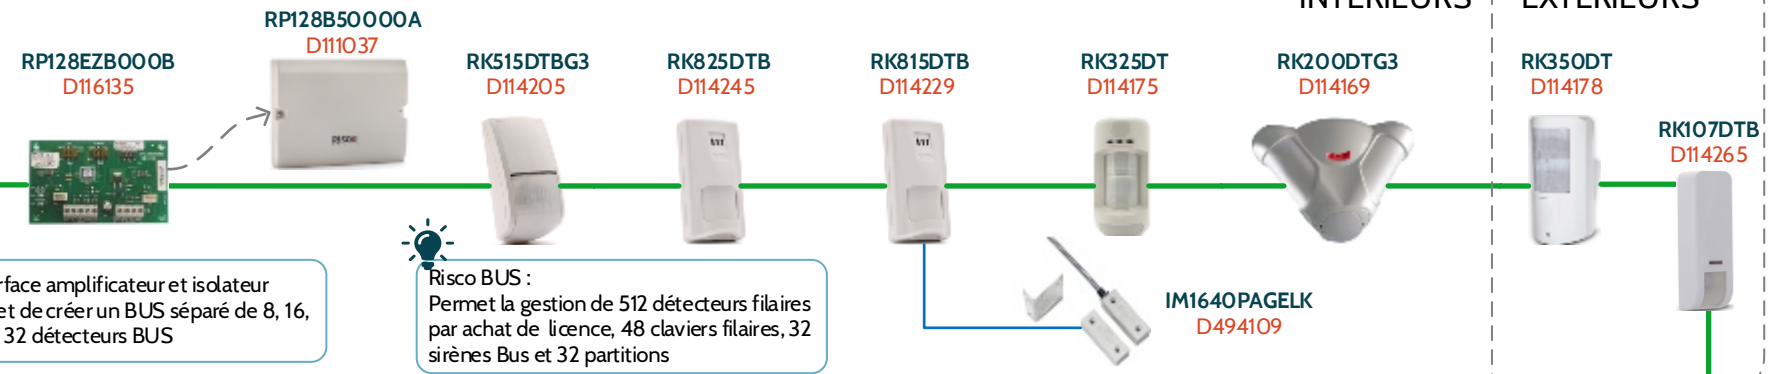 INTERIEURS
EXTERIEURS
RP128B50000A
D111037
RP128EZB000B
D116135
RK515DTBG3
D114205
RK825DTB
D114245
RK815DTB
D114229
RK325DT
D114175
RK200DTG3
D114169
RK350DT
D114178
RK107DTB
D114265
RISCO
rface amplificateur et isolateur
et de créer un BUS séparé de 8, 16,
32 détecteurs BUS
Risco BUS :
Permet la gestion de 512 détecteurs filaires
par achat de licence, 48 claviers filaires, 32
sirènes Bus et 32 partitions
IM1640PAGELK
D494109